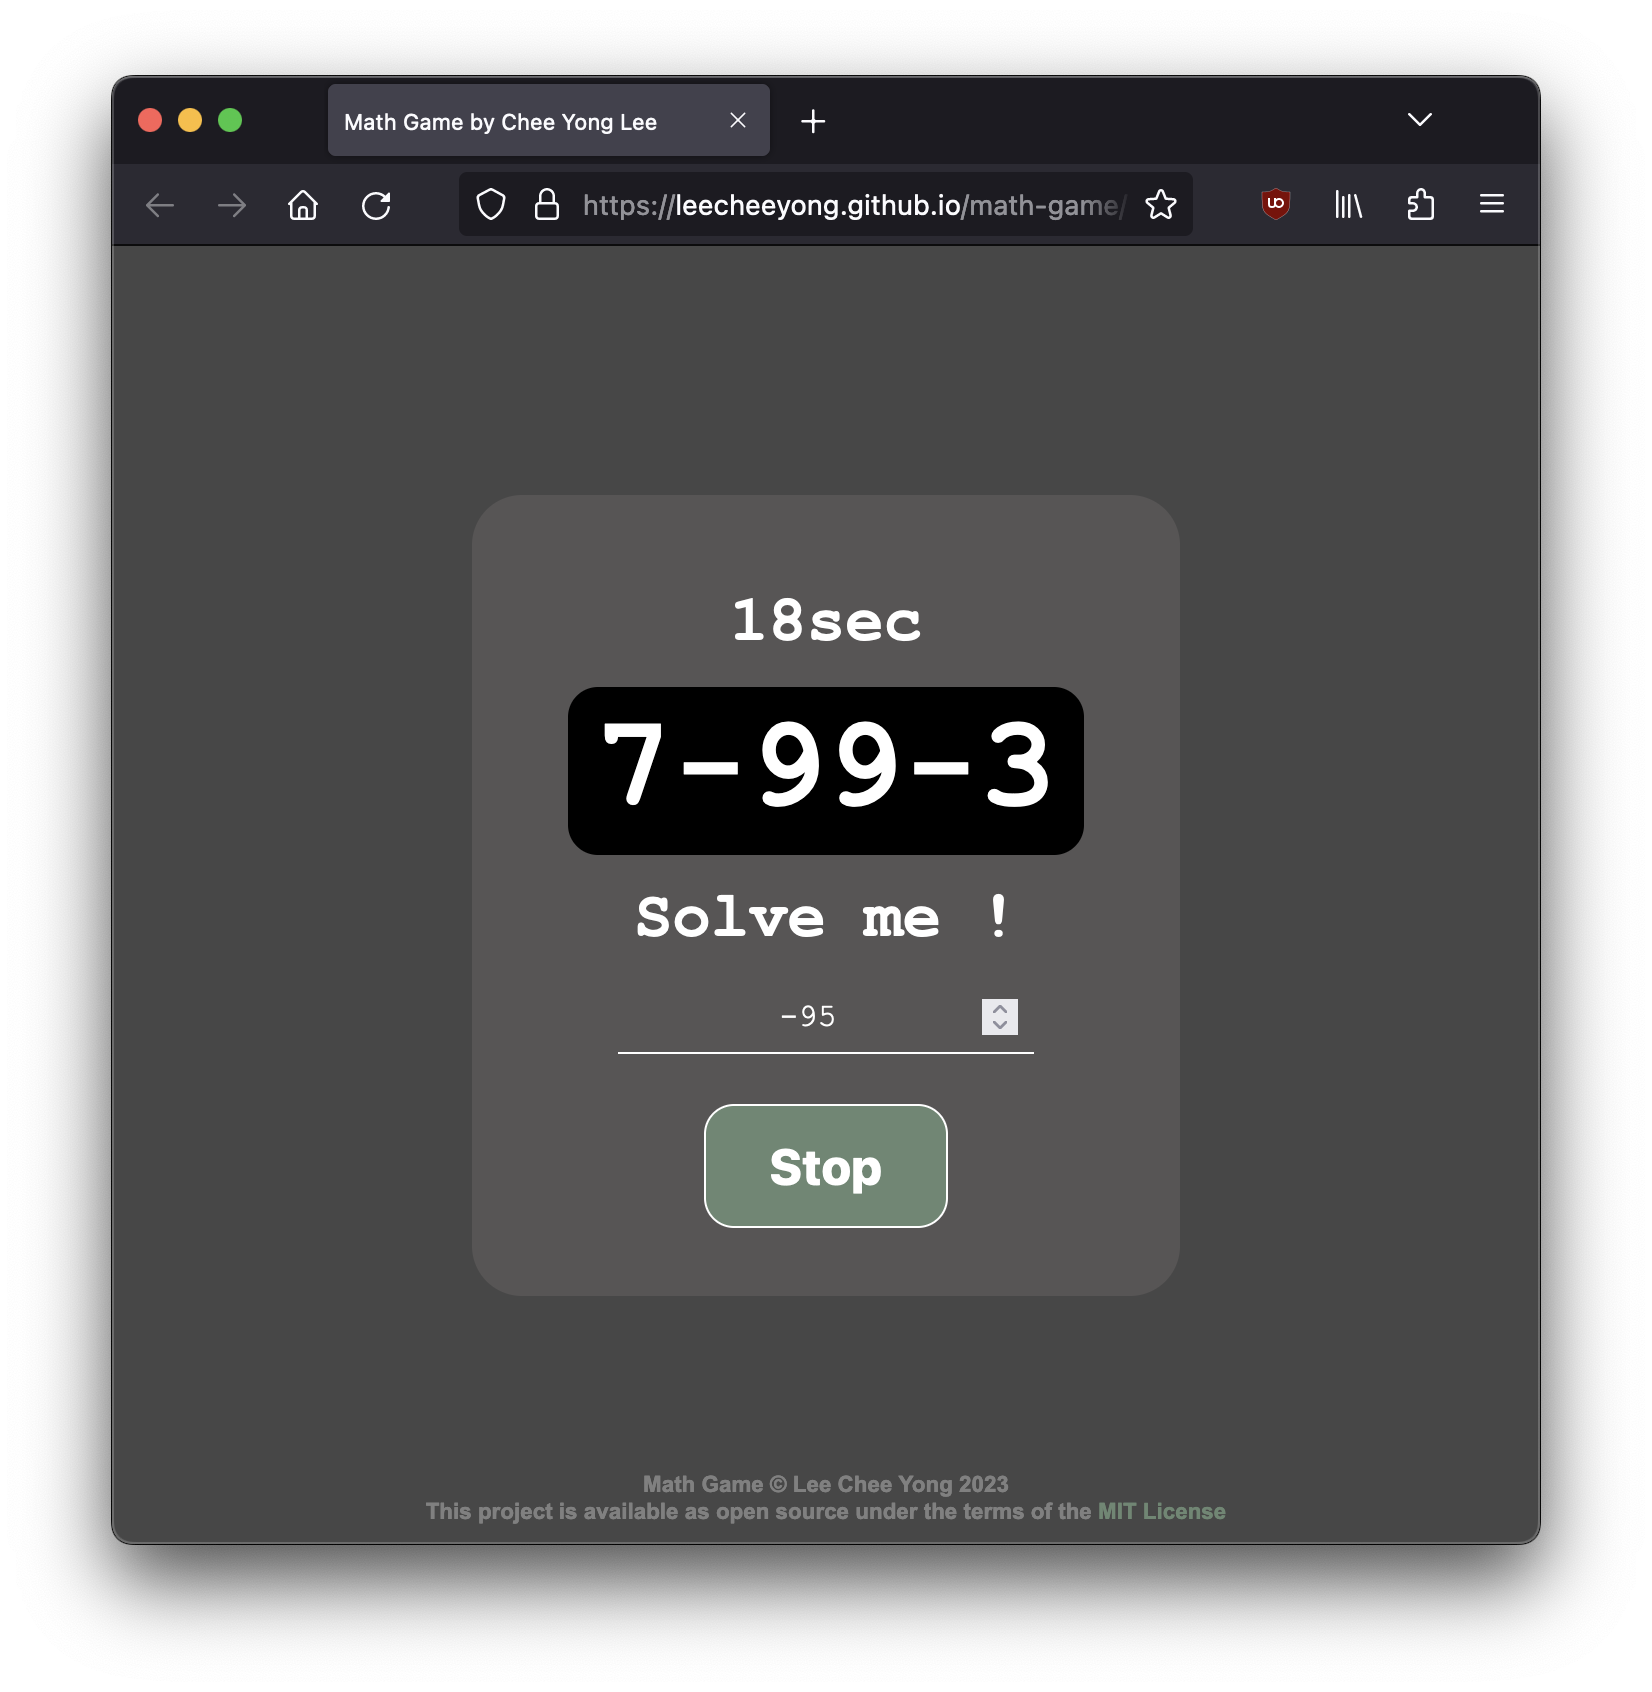 Math Game by Chee Yong Lee
https://leecheeyong.github.io/math-game/
18sec
7-99-3
Solve me !
-95
Stop
Math Game © Lee Chee Yong 2023
This project is available as open source under the terms of the MIT License